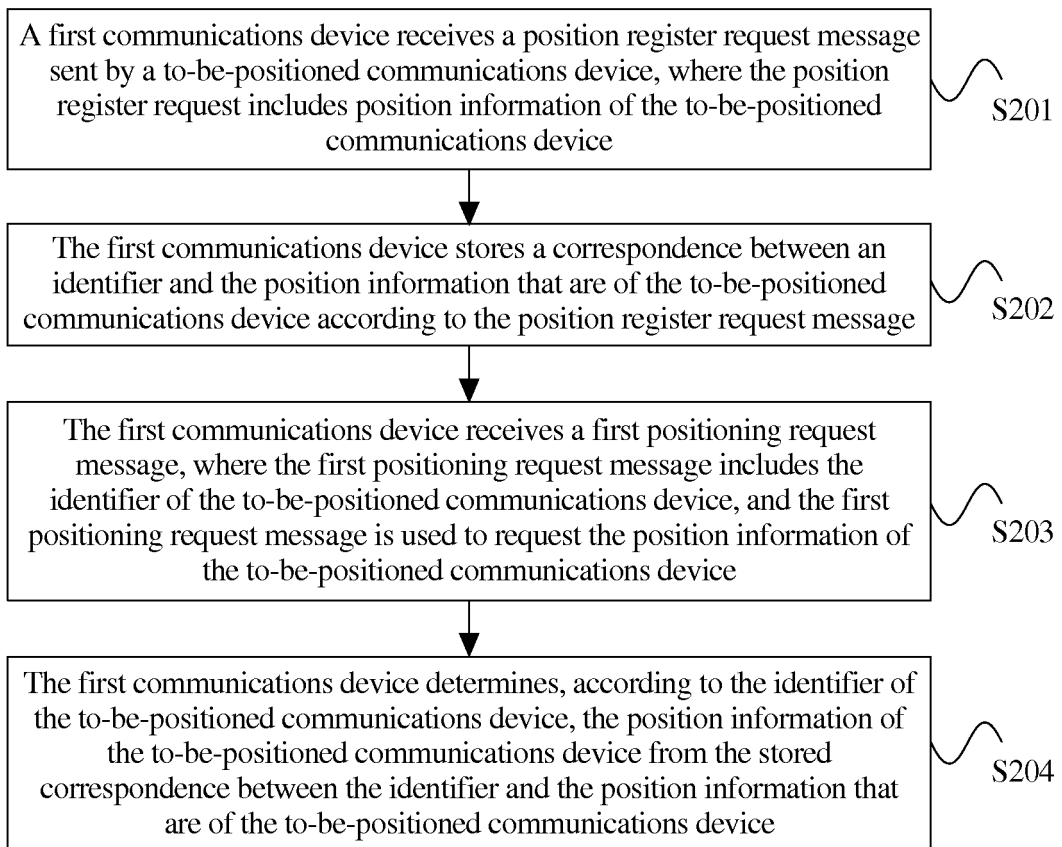 A first communications device receives a position register request message
sent by a to-be-positioned communications device, where the position
register request includes position information of the to-be-positioned
communications device
S201
The first communications device stores a correspondence between an
identifier and the position information that are of the to-be-positioned
communications device according to the position register request message
S202
The first communications device receives a first positioning request
message, where the first positioning request message includes the
identifier of the to-be-positioned communications device, and the first
positioning request message is used to request the position information of
the to-be-positioned communications device
S203
The first communications device determines, according to the identifier of
the to-be-positioned communications device, the position information of
the to-be-positioned communications device from the stored
correspondence between the identifier and the position information that
are of the to-be-positioned communications device
S204